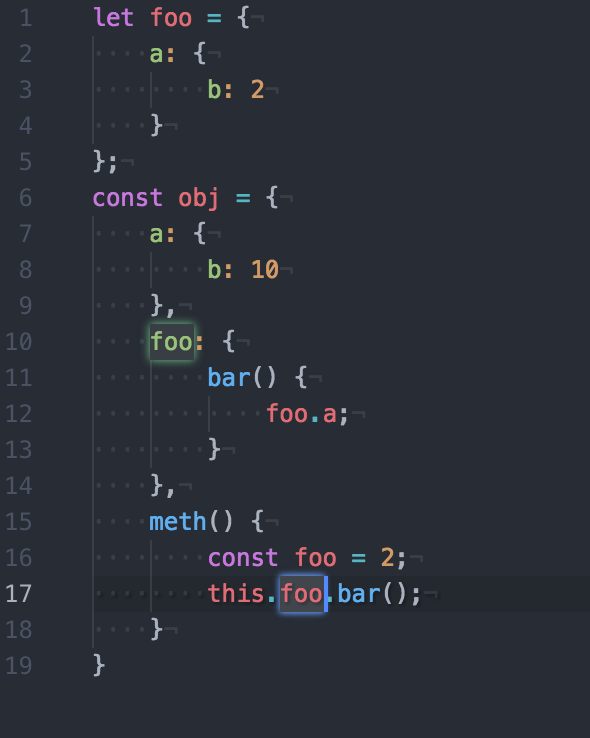 1 let foo = {¬
2 ····a: {¬
3 ········b: 2¬
4 ····}¬
5 };¬
6 const obj = {¬
7 ····a: {¬
8 ········b: 10¬
9 ····},¬
10 ····foo: {¬
11 ········bar() {¬
12 ············foo.a;¬
13 ········}¬
14 ····},¬
15 ····meth() {¬
16 ········const foo = 2;¬
17 ········this.foo.bar();¬
18 ····}¬
19 }